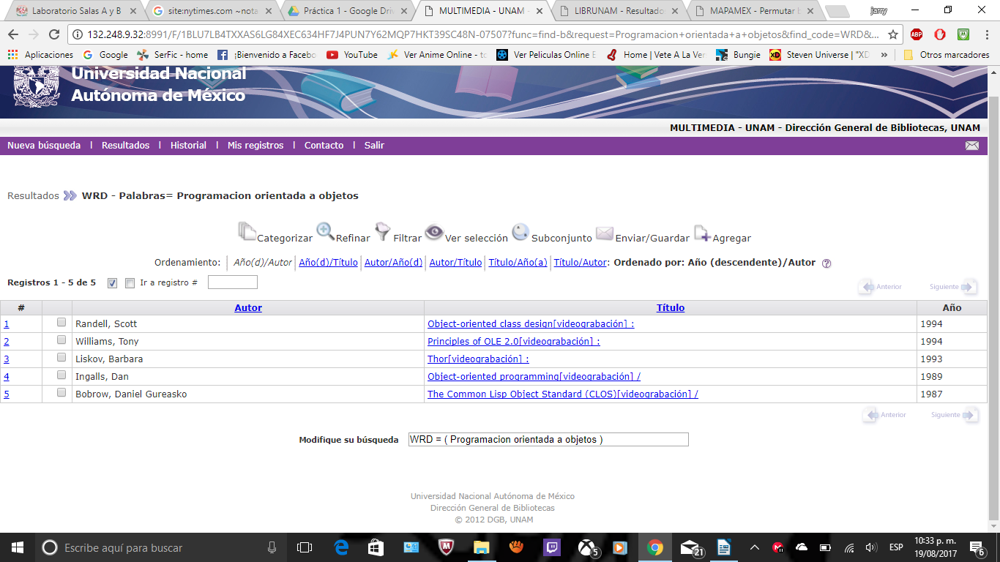 Laboratorio Salas A y B
site:nytimes.com ~nota
Práctica 1 - Google Driv
MULTIMEDIA - UNAM -
LIBRUNAM - Resultado
MAPAMEX - Permutar b
jarry
132.248.9.32:8991/F/1BLU7LB4TXXAS6LG84XEC634HF7J4PUN7Y62MQP7HKT39SC48N-07507?func=find-b&request=Programacion+orientada+a+objetos&find_code=WRD&...
ABP
Aplicaciones
Google
SerFic - home
¡Bienvenido a Facebo
YouTube
Ver Anime Online - to
Ver Peliculas Online E
Home | Vete A La Ver
Bungie
XD
Steven Universe | "XD
»
Otros marcadores
Universidad Nacional
Autónoma de México
MULTIMEDIA - UNAM - Dirección General de Bibliotecas, UNAM
Nueva búsqueda | Resultados | Historial | Mis registros | Contacto | Salir
Resultados WRD - Palabras= Programacion orientada a objetos
Categorizar Refinar Filtrar Ver selección Subconjunto Enviar/Guardar Agregar
Ordenamiento: Año(d)/Autor Año(d)/Título Autor/Año(d) Autor/Título Título/Año(a) Título/Autor: Ordenado por: Año (descendente)/Autor ?
Registros 1 - 5 de 5 Ir a registro #
Anterior Siguiente
# Autor Título Año
1 Randell, Scott Object-oriented class design[videograbación] : 1994
2 Williams, Tony Principles of OLE 2.0[videograbación] : 1994
3 Liskov, Barbara Thor[videograbación] : 1993
4 Ingalls, Dan Object-oriented programming[videograbación] / 1989
5 Bobrow, Daniel Gureasko The Common Lisp Object Standard (CLOS)[videograbación] / 1987
Anterior Siguiente
Modifique su búsqueda WRD = ( Programacion orientada a objetos )
Universidad Nacional Autónoma de México
Dirección General de Bibliotecas
© 2012 DGB, UNAM
Escribe aquí para buscar
5
21
ESP
10:33 p. m.
19/08/2017
6